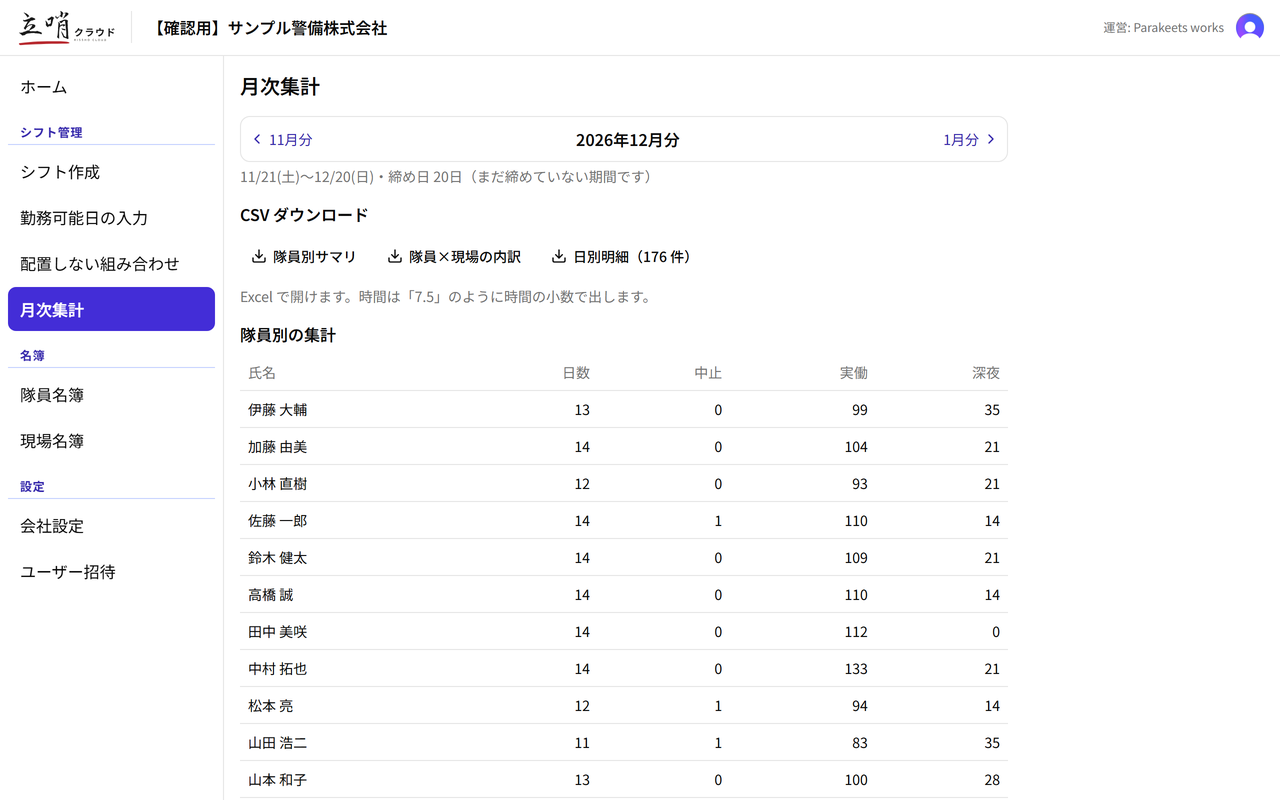 立哨 クラウド
【確認用】サンプル警備株式会社
運営: Parakeets works
ホーム
シフト管理
シフト作成
勤務可能日の入力
配置しない組み合わせ
月次集計
名簿
隊員名簿
現場名簿
設定
会社設定
ユーザー招待
月次集計
11月分 2026年12月分 1月分
11/21(土)〜12/20(日)・締め日 20日（まだ締めていない期間です）
CSV ダウンロード
隊員別サマリ 隊員×現場の内訳 日別明細（176 件）
Excel で開けます。時間は「7.5」のように時間の小数で出します。
隊員別の集計
氏名 日数 中止 実働 深夜
伊藤 大輔 13 0 99 35
加藤 由美 14 0 104 21
小林 直樹 12 0 93 21
佐藤 一郎 14 1 110 14
鈴木 健太 14 0 109 21
高橋 誠 14 0 110 14
田中 美咲 14 0 112 0
中村 拓也 14 0 133 21
松本 亮 12 1 94 14
山田 浩二 11 1 83 35
山本 和子 13 0 100 28